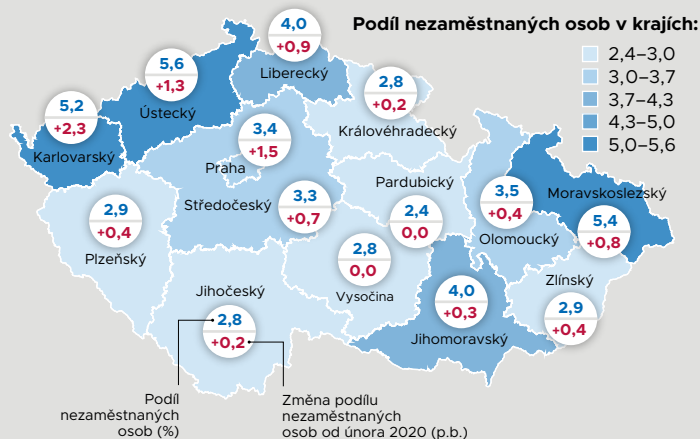 Podíl nezaměstnaných osob v krajích:
2,4–3,0
3,0–3,7
3,7–4,3
4,3–5,0
5,0–5,6
4,0
+0,9
Liberecký
5,6
+1,3
Ústecký
5,2
+2,3
Karlovarský
2,8
+0,2
Královéhradecký
3,4
+1,5
Praha
3,3
+0,7
Středočeský
Pardubický
2,4
0,0
3,5
+0,4
Olomoucký
Moravskoslezský
5,4
+0,8
2,9
+0,4
Plzeňský
2,8
0,0
Vysočina
Zlínský
2,9
+0,4
Jihočeský
2,8
+0,2
4,0
+0,3
Jihomoravský
Podíl
nezaměstnaných
osob (%)
Změna podílu
nezaměstnaných
osob od února 2020 (p.b.)